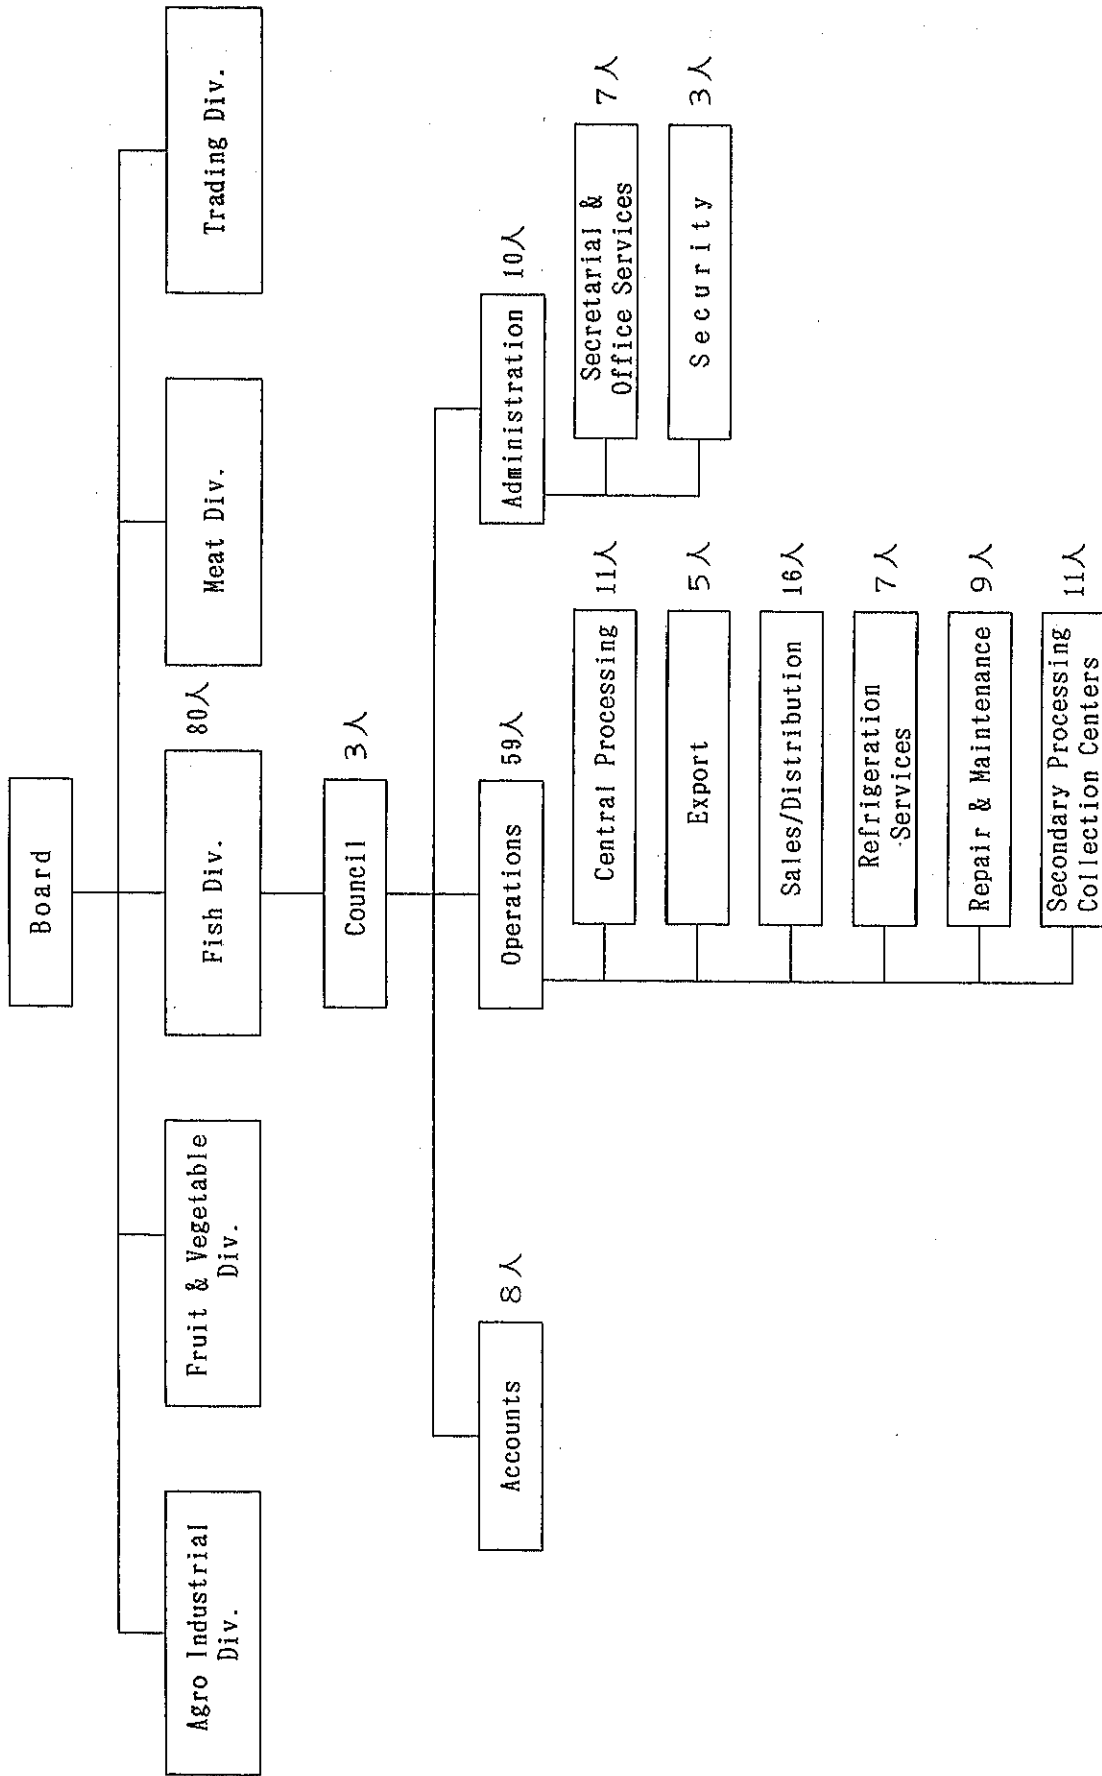 Board
Agro Industrial
Div.
Fruit & Vegetable
Div.
Fish Div.
80人
Meat Div.
Trading Div.
Council
3人
Accounts
8人
Operations
59人
Administration
10人
Central Processing
11人
Export
5人
Sales/Distribution
16人
Refrigeration
Services
7人
Repair & Maintenance
9人
Secondary Processing
Collection Centers
11人
Secretarial &
Office Services
7人
Security
3人